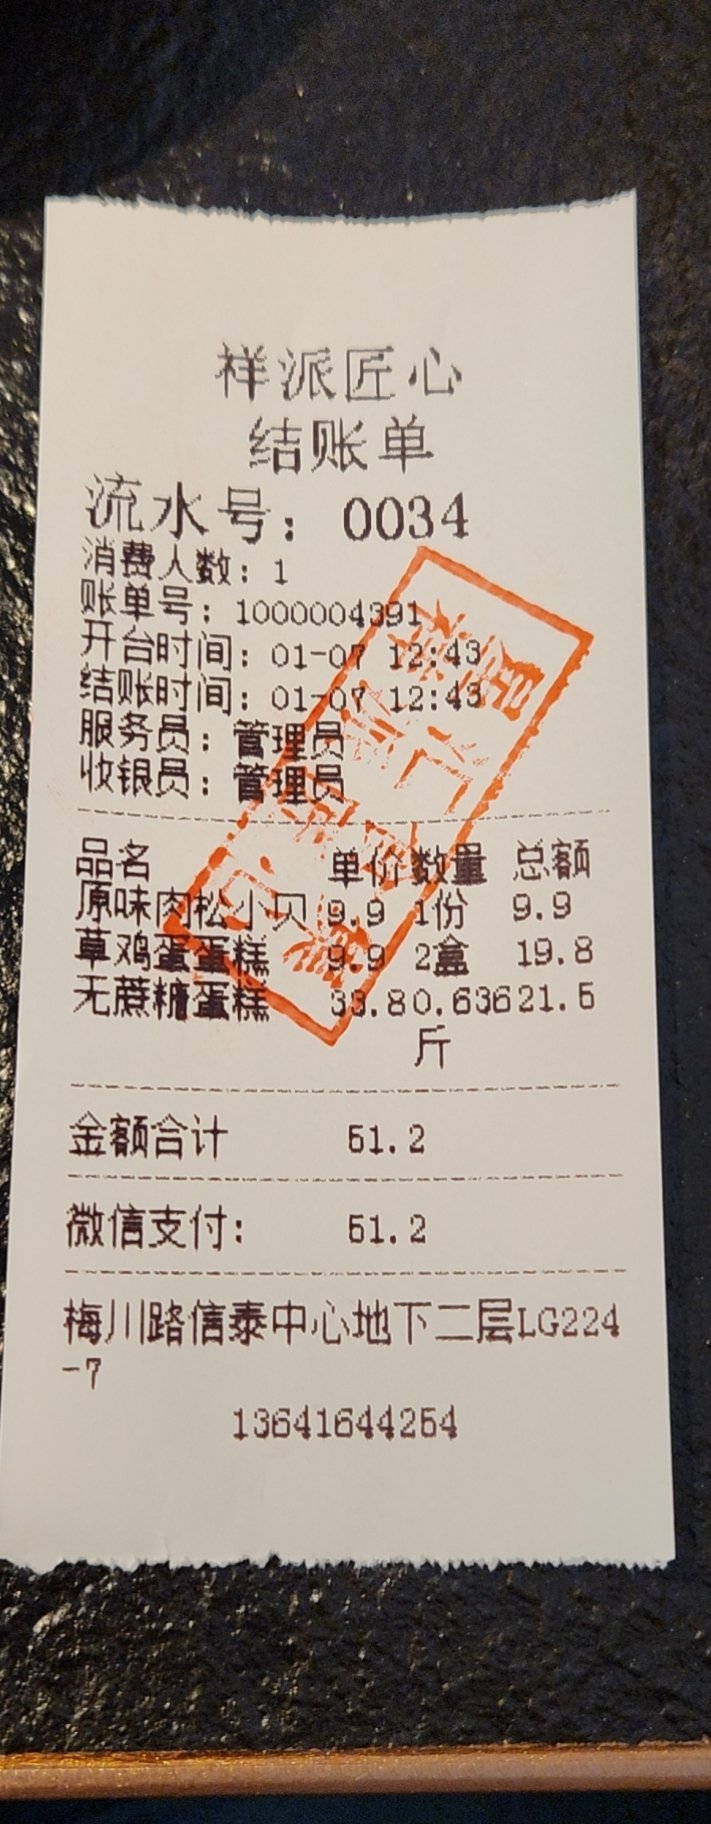 祥派匠心
结账单
流水号：0034
消费人数：1
账单号：1000004391
开台时间：01-07 12:43
结账时间：01-07 12:43
服务员：管理员
收银员：管理员
品名 单价 数量 总额
原味肉松小贝 9.9 1份 9.9
草鸡蛋蛋糕 9.9 2盒 19.8
无蔗糖蛋糕 33.8 0.636 21.5
斤
金额合计 51.2
微信支付: 51.2
梅川路信泰中心地下二层LG224
-7
13641644254